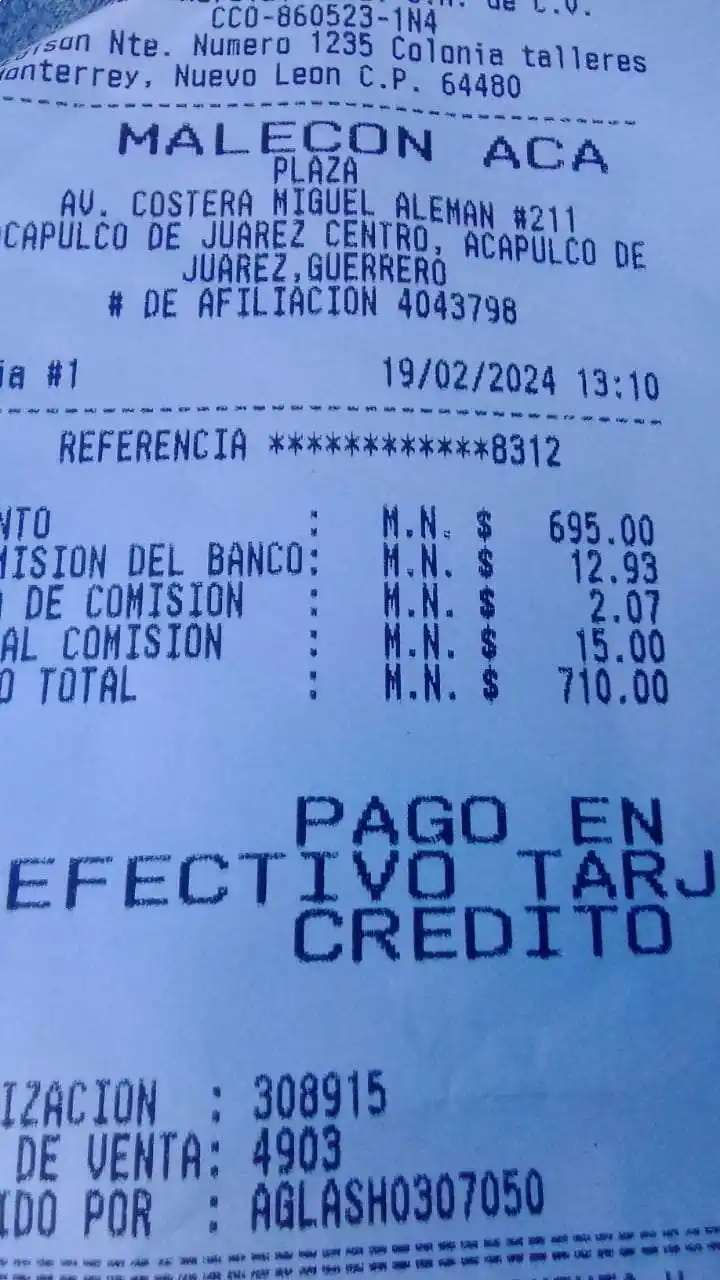 de C.V.
CCO-860523-1N4
Nte. Numero 1235 Colonia talleres
onterrey, Nuevo Leon C.P. 64480
MALECON ACA
PLAZA
AV. COSTERA MIGUEL ALEMAN #211
CAPULCO DE JUAREZ CENTRO, ACAPULCO DE
JUAREZ,GUERRERO
# DE AFILIACION 4043798
ia #1 19/02/2024 13:10
REFERENCIA ************8312
NTO : M.N. $ 695.00
MISION DEL BANCO: M.N. $ 12.93
DE COMISION : M.N. $ 2.07
AL COMISION : M.N. $ 15.00
O TOTAL : M.N. $ 710.00
PAGO EN
EFECTIVO TARJ
CREDITO
IZACION : 308915
DE VENTA: 4903
IDO POR : AGLASH0307050